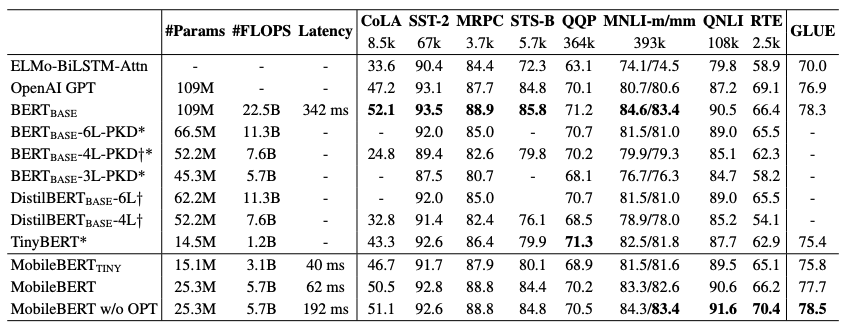 #Params #FLOPS Latency CoLA SST-2 MRPC STS-B QQP MNLI-m/mm QNLI RTE GLUE
8.5k 67k 3.7k 5.7k 364k 393k 108k 2.5k
ELMo-BiLSTM-Attn - - - 33.6 90.4 84.4 72.3 63.1 74.1/74.5 79.8 58.9 70.0
OpenAI GPT 109M - - 47.2 93.1 87.7 84.8 70.1 80.7/80.6 87.2 69.1 76.9
BERTBASE 109M 22.5B 342 ms 52.1 93.5 88.9 85.8 71.2 84.6/83.4 90.5 66.4 78.3
BERTBASE-6L-PKD* 66.5M 11.3B - - 92.0 85.0 - 70.7 81.5/81.0 89.0 65.5 -
BERTBASE-4L-PKD†* 52.2M 7.6B - 24.8 89.4 82.6 79.8 70.2 79.9/79.3 85.1 62.3 -
BERTBASE-3L-PKD* 45.3M 5.7B - - 87.5 80.7 - 68.1 76.7/76.3 84.7 58.2 -
DistilBERTBASE-6L† 62.2M 11.3B - - 92.0 85.0 70.7 81.5/81.0 89.0 65.5 -
DistilBERTBASE-4L† 52.2M 7.6B - 32.8 91.4 82.4 76.1 68.5 78.9/78.0 85.2 54.1 -
TinyBERT* 14.5M 1.2B - 43.3 92.6 86.4 79.9 71.3 82.5/81.8 87.7 62.9 75.4
MobileBERTTINY 15.1M 3.1B 40 ms 46.7 91.7 87.9 80.1 68.9 81.5/81.6 89.5 65.1 75.8
MobileBERT 25.3M 5.7B 62 ms 50.5 92.8 88.8 84.4 70.2 83.3/82.6 90.6 66.2 77.7
MobileBERT w/o OPT 25.3M 5.7B 192 ms 51.1 92.6 88.8 84.8 70.5 84.3/83.4 91.6 70.4 78.5